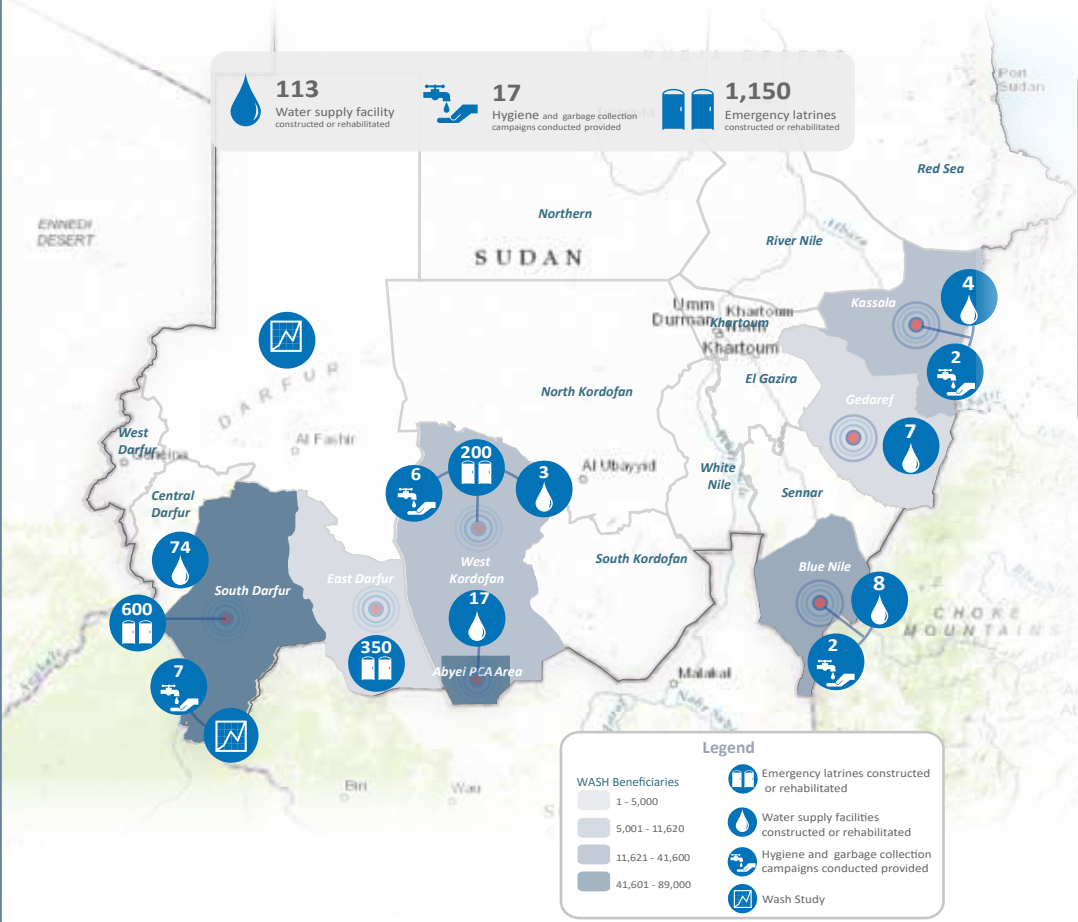 113
Water supply facility
constructed or rehabilitated
17
Hygiene and garbage collection
campaigns conducted provided
1,150
Emergency latrines
constructed or rehabilitated
Port
Sudan
Red Sea
ENNEDI
DESERT
Northern
SUDAN
River Nile
Atbara
4
Kassala
Umm
Durman
Khartoum
Khartoum
Khartoum
2
El Gazira
North Kordofan
DARFUR
Gedaref
7
West
Darfur
Geneina
Al Fashir
200
6
3
Al Ubayyid
White
Nile
Sennar
Central
Darfur
74
South Darfur
East Darfur
West
Kordofan
South Kordofan
Blue Nile
8
600
17
CHOKE
MOUNTAINS
350
2
7
Abyei PCA Area
Malakal
Biri
Wau
Legend
WASH Beneficiaries
1 - 5,000
5,001 - 11,620
11,621 - 41,600
41,601 - 89,000
Emergency latrines constructed
or rehabilitated
Water supply facilities
constructed or rehabilitated
Hygiene and garbage collection
campaigns conducted provided
Wash Study